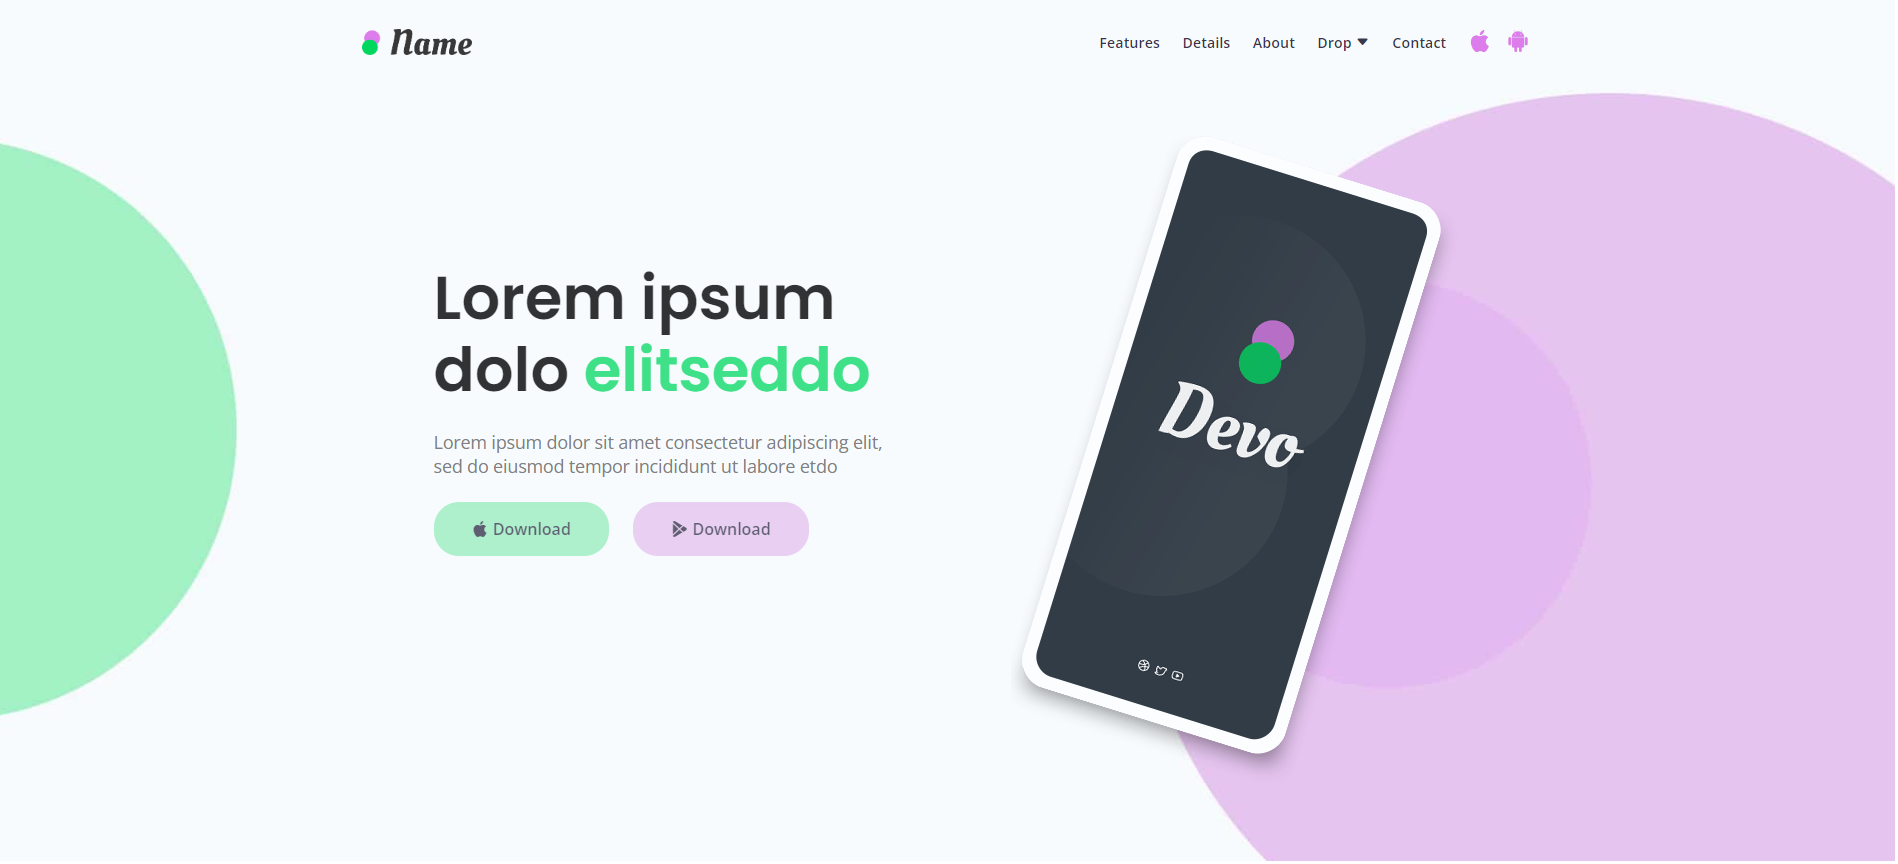 Name
Features Details About Drop Contact
Lorem ipsum
dolo elitseddo
Lorem ipsum dolor sit amet consectetur adipiscing elit,
sed do eiusmod tempor incididunt ut labore etdo
Download Download
Devo